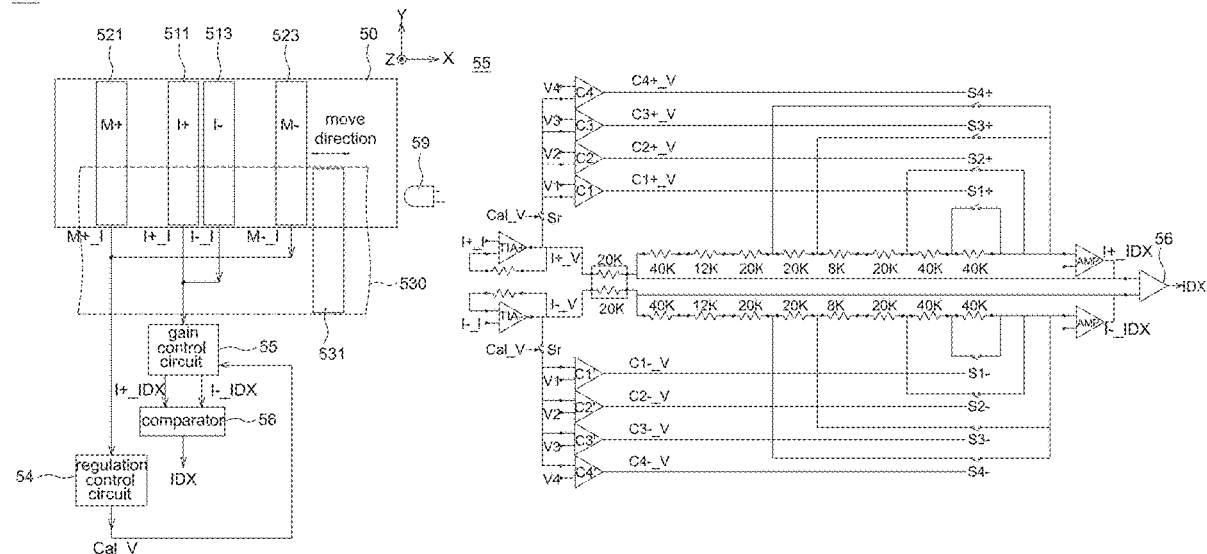 521 511 513 523 50
Y
Z X
M+ I+ I- M-
move
direction
59
M+_I I+_I I-_I M-_I
530
531
gain
control
circuit
55
I+_IDX I-_IDX
comparator
56
IDX
54
regulation
control
circuit
Cal_V
55
V4 C4 C4+_V S4+
V3 C3 C3+_V S3+
V2 C2 C2+_V S2+
V1 C1 C1+_V S1+
Cal_V Sr
I+_I TIA+ I+_V
20K
40K 12K 20K 20K 8K 20K 40K 40K
AMP I+_IDX
56
IDX
I-_I TIA- I-_V
20K
40K 12K 20K 20K 8K 20K 40K 40K
AMP I-_IDX
Cal_V Sr
V1 C1' C1-_V S1-
V2 C2' C2-_V S2-
V3 C3' C3-_V S3-
V4 C4' C4-_V S4-